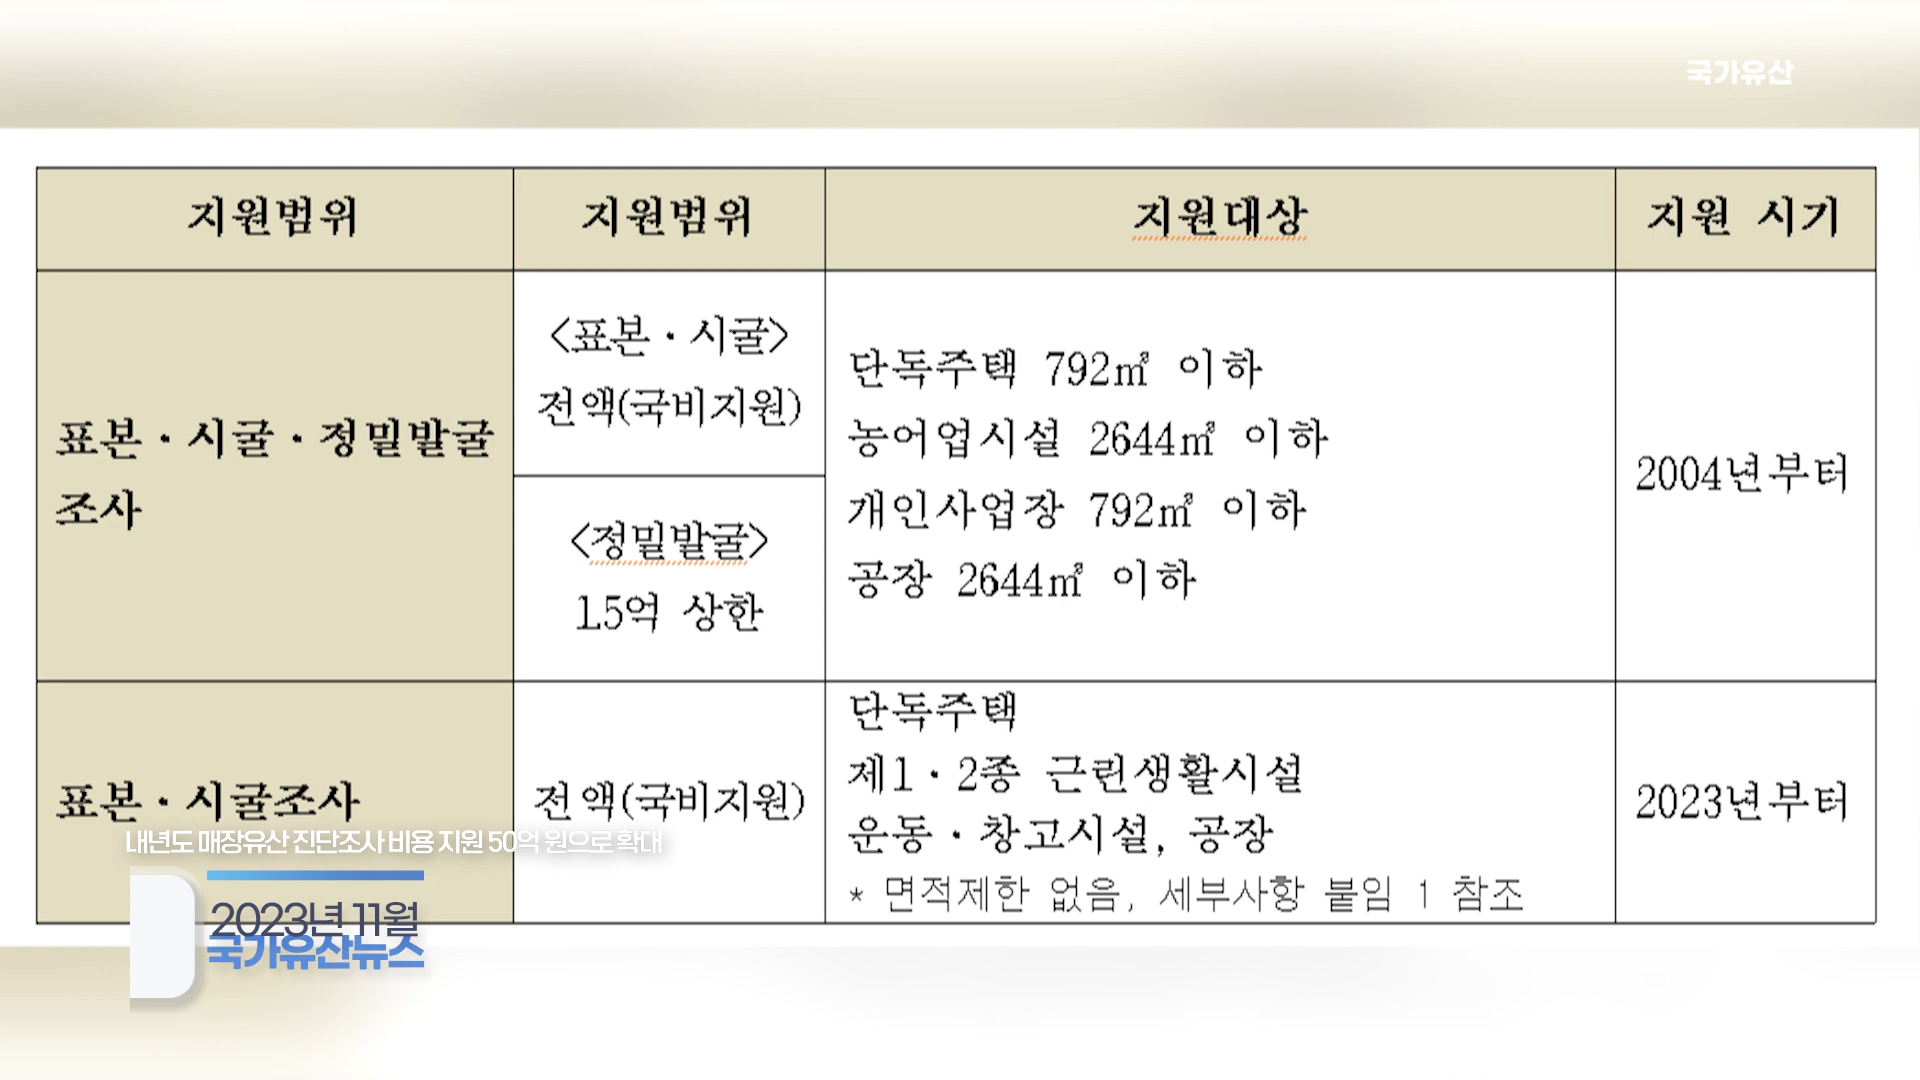 국가유산
지원범위 지원범위 지원대상 지원 시기
표본·시굴·정밀발굴
조사
<표본·시굴>
전액(국비지원)
<정밀발굴>
1.5억 상한
단독주택 792㎡ 이하
농어업시설 2644㎡ 이하
개인사업장 792㎡ 이하
공장 2644㎡ 이하
2004년부터
표본·시굴조사
전액(국비지원)
단독주택
제1·2종 근린생활시설
운동·창고시설, 공장
* 면적제한 없음, 세부사항 붙임 1 참조
2023년부터
내년도 매장유산 진단조사 비용 지원 50억 원으로 확대
2023년 11월
국가유산뉴스